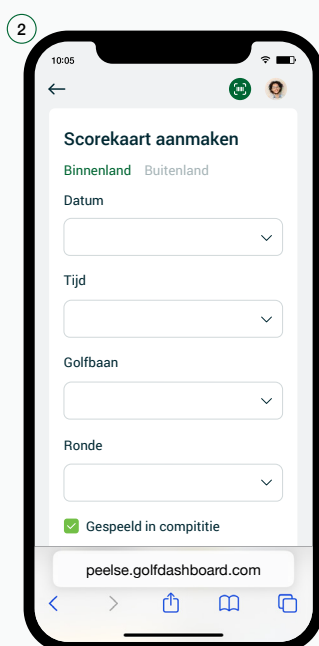 2
10:05
Scorekaart aanmaken
Binnenland Buitenland
Datum
Tijd
Golfbaan
Ronde
Gespeeld in compititie
peelse.golfdashboard.com